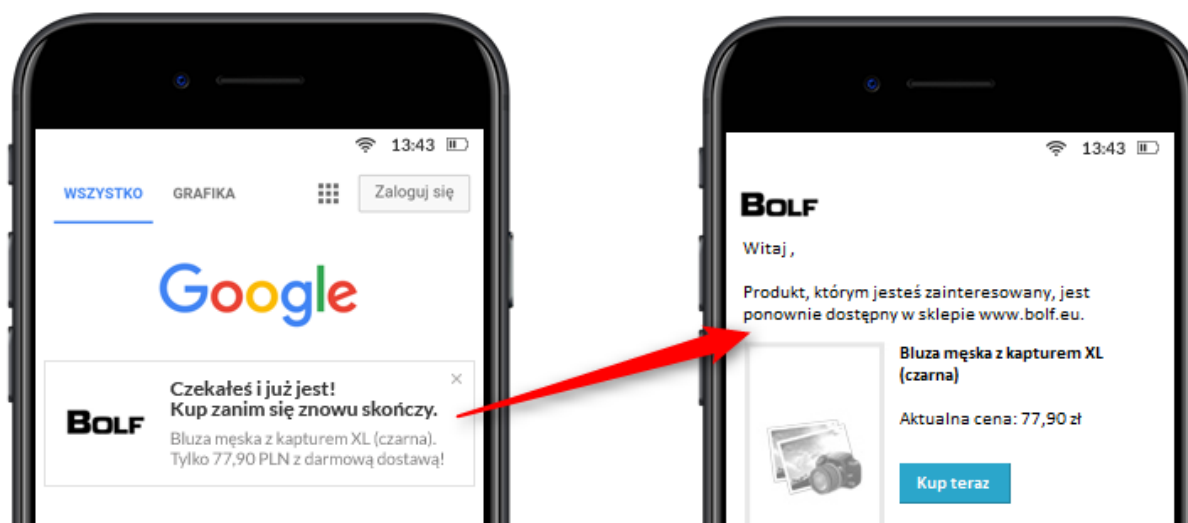 13:43
WSZYSTKO GRAFIKA Zaloguj się
Google
Czekałeś i już jest!
Kup zanim się znowu skończy.
BOLF
Bluza męska z kapturem XL (czarna).
Tylko 77,90 PLN z darmową dostawą!
13:43
BOLF
Witaj ,
Produkt, którym jesteś zainteresowany, jest
ponownie dostępny w sklepie www.bolf.eu.
Bluza męska z kapturem XL
(czarna)
Aktualna cena: 77,90 zł
Kup teraz